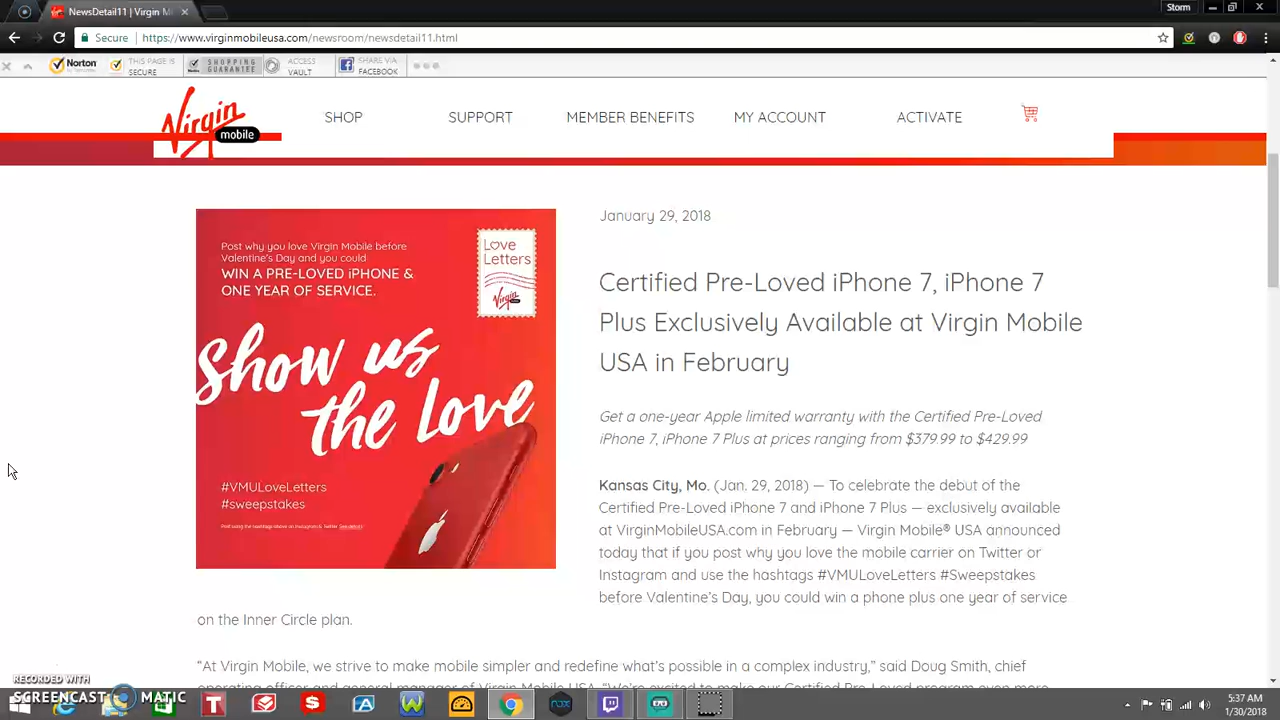 NewsDetail11 | Virgin M
Storm
Secure
https://www.virginmobileusa.com/newsroom/newsdetail11.html
Norton
THIS PAGE IS
SECURE
SHOPPING
GUARANTEE
ACCESS
VAULT
SHARE VIA
FACEBOOK
Virgin
mobile
SHOP
SUPPORT
MEMBER BENEFITS
MY ACCOUNT
ACTIVATE
Post why you love Virgin Mobile before
Valentine's Day and you could
WIN A PRE-LOVED iPHONE &
ONE YEAR OF SERVICE.
Love
Letters
Show us
the love
#VMULoveLetters
#sweepstakes
January 29, 2018
Certified Pre-Loved iPhone 7, iPhone 7
Plus Exclusively Available at Virgin Mobile
USA in February
Get a one-year Apple limited warranty with the Certified Pre-Loved
iPhone 7, iPhone 7 Plus at prices ranging from $379.99 to $429.99
Kansas City, Mo. (Jan. 29, 2018) — To celebrate the debut of the
Certified Pre-Loved iPhone 7 and iPhone 7 Plus — exclusively available
at VirginMobileUSA.com in February — Virgin Mobile® USA announced
today that if you post why you love the mobile carrier on Twitter or
Instagram and use the hashtags #VMULoveLetters #Sweepstakes
before Valentine's Day, you could win a phone plus one year of service
on the Inner Circle plan.
“At Virgin Mobile, we strive to make mobile simpler and redefine what's possible in a complex industry,” said Doug Smith, chief
RECORDED WITH
SCREENCAST MATIC
5:37 AM
1/30/2018